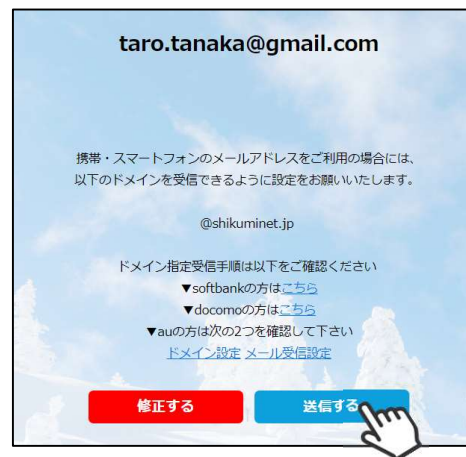 taro.tanaka@gmail.com
携帯・スマートフォンのメールアドレスをご利用の場合には、
以下のドメインを受信できるように設定をお願いいたします。
@shikuminet.jp
ドメイン指定受信手順は以下をご確認ください
▼softbankの方はこちら
▼docomoの方はこちら
▼auの方は次の2つを確認して下さい
ドメイン設定 メール受信設定
修正する 送信する